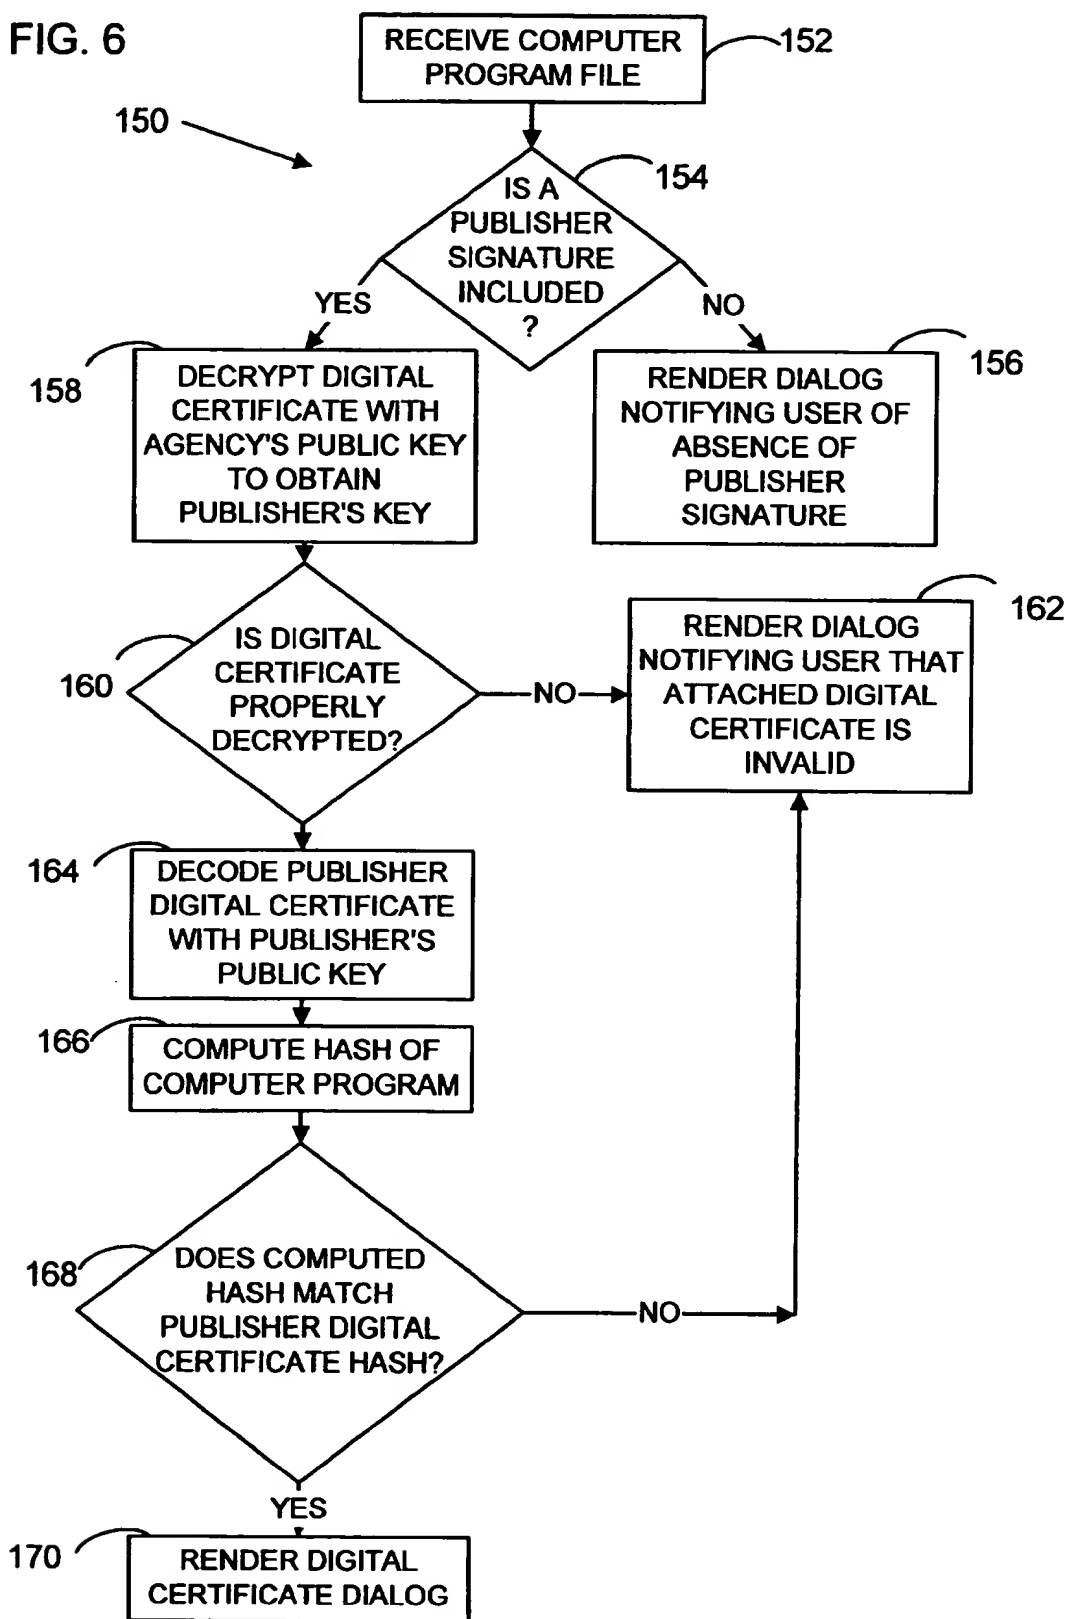 FIG. 6
RECEIVE COMPUTER
PROGRAM FILE
152
150
IS A
PUBLISHER
SIGNATURE
INCLUDED
?
154
YES
NO
158
DECRYPT DIGITAL
CERTIFICATE WITH
AGENCY'S PUBLIC KEY
TO OBTAIN
PUBLISHER'S KEY
RENDER DIALOG
NOTIFYING USER OF
ABSENCE OF
PUBLISHER
SIGNATURE
156
160
IS DIGITAL
CERTIFICATE
PROPERLY
DECRYPTED?
NO
RENDER DIALOG
NOTIFYING USER THAT
ATTACHED DIGITAL
CERTIFICATE IS
INVALID
162
164
DECODE PUBLISHER
DIGITAL CERTIFICATE
WITH PUBLISHER'S
PUBLIC KEY
166
COMPUTE HASH OF
COMPUTER PROGRAM
168
DOES COMPUTED
HASH MATCH
PUBLISHER DIGITAL
CERTIFICATE HASH?
NO
YES
170
RENDER DIGITAL
CERTIFICATE DIALOG